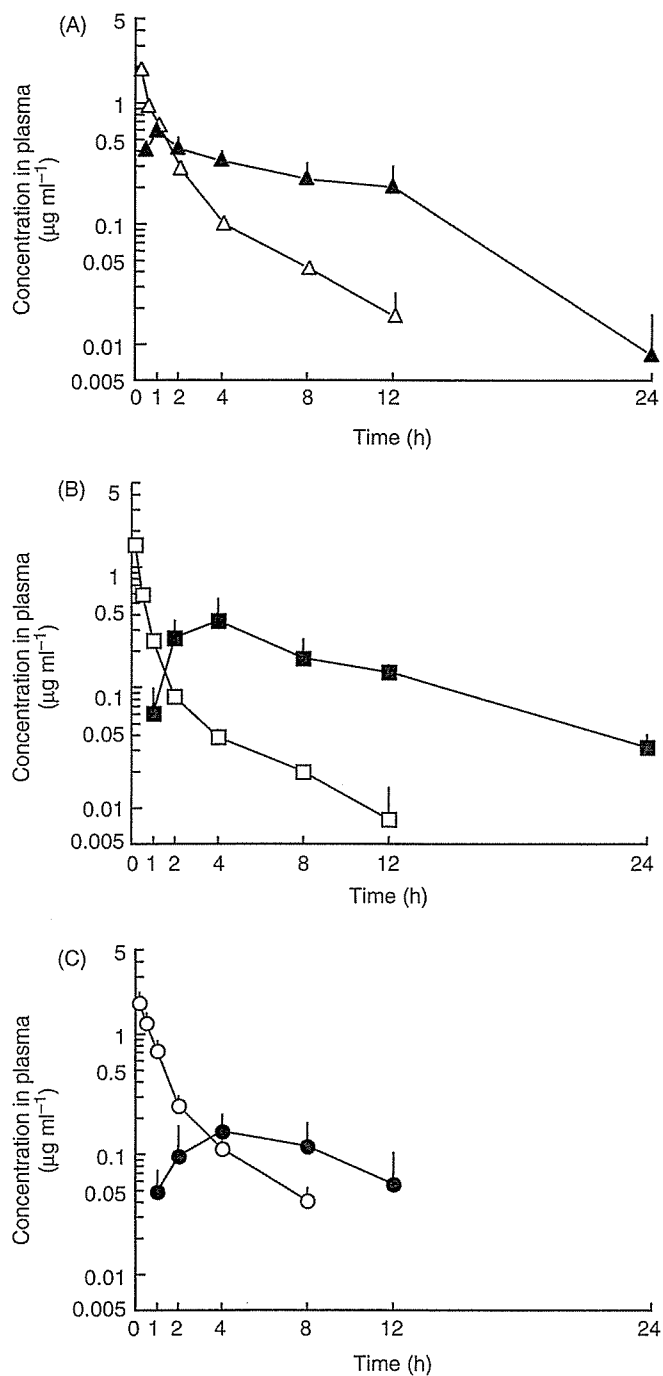 (A)
Concentration in plasma
(µg ml⁻¹)
5
1
0.5
0.1
0.05
0.01
0.005
0 1 2 4 8 12 24
Time (h)
(B)
Concentration in plasma
(µg ml⁻¹)
5
1
0.5
0.1
0.05
0.01
0.005
0 1 2 4 8 12 24
Time (h)
(C)
Concentration in plasma
(µg ml⁻¹)
5
1
0.5
0.1
0.05
0.01
0.005
0 1 2 4 8 12 24
Time (h)